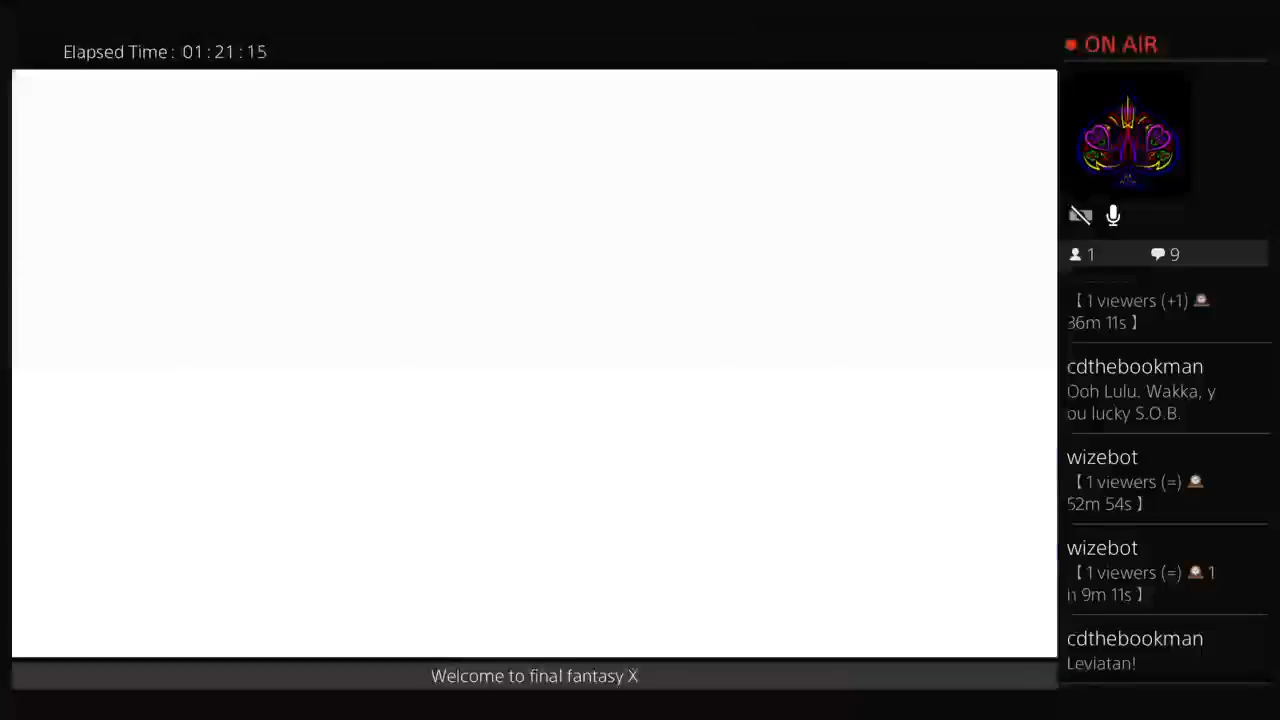 Elapsed Time: 01:21:15
ON AIR
1
9
【1 viewers (+1)
36m 11s】
cdthebookman
Ooh Lulu. Wakka, y
ou lucky S.O.B.
wizebot
【1 viewers (=)
52m 54s】
wizebot
【1 viewers (=) 1
h 9m 11s】
cdthebookman
Leviatan!
Welcome to final fantasy X